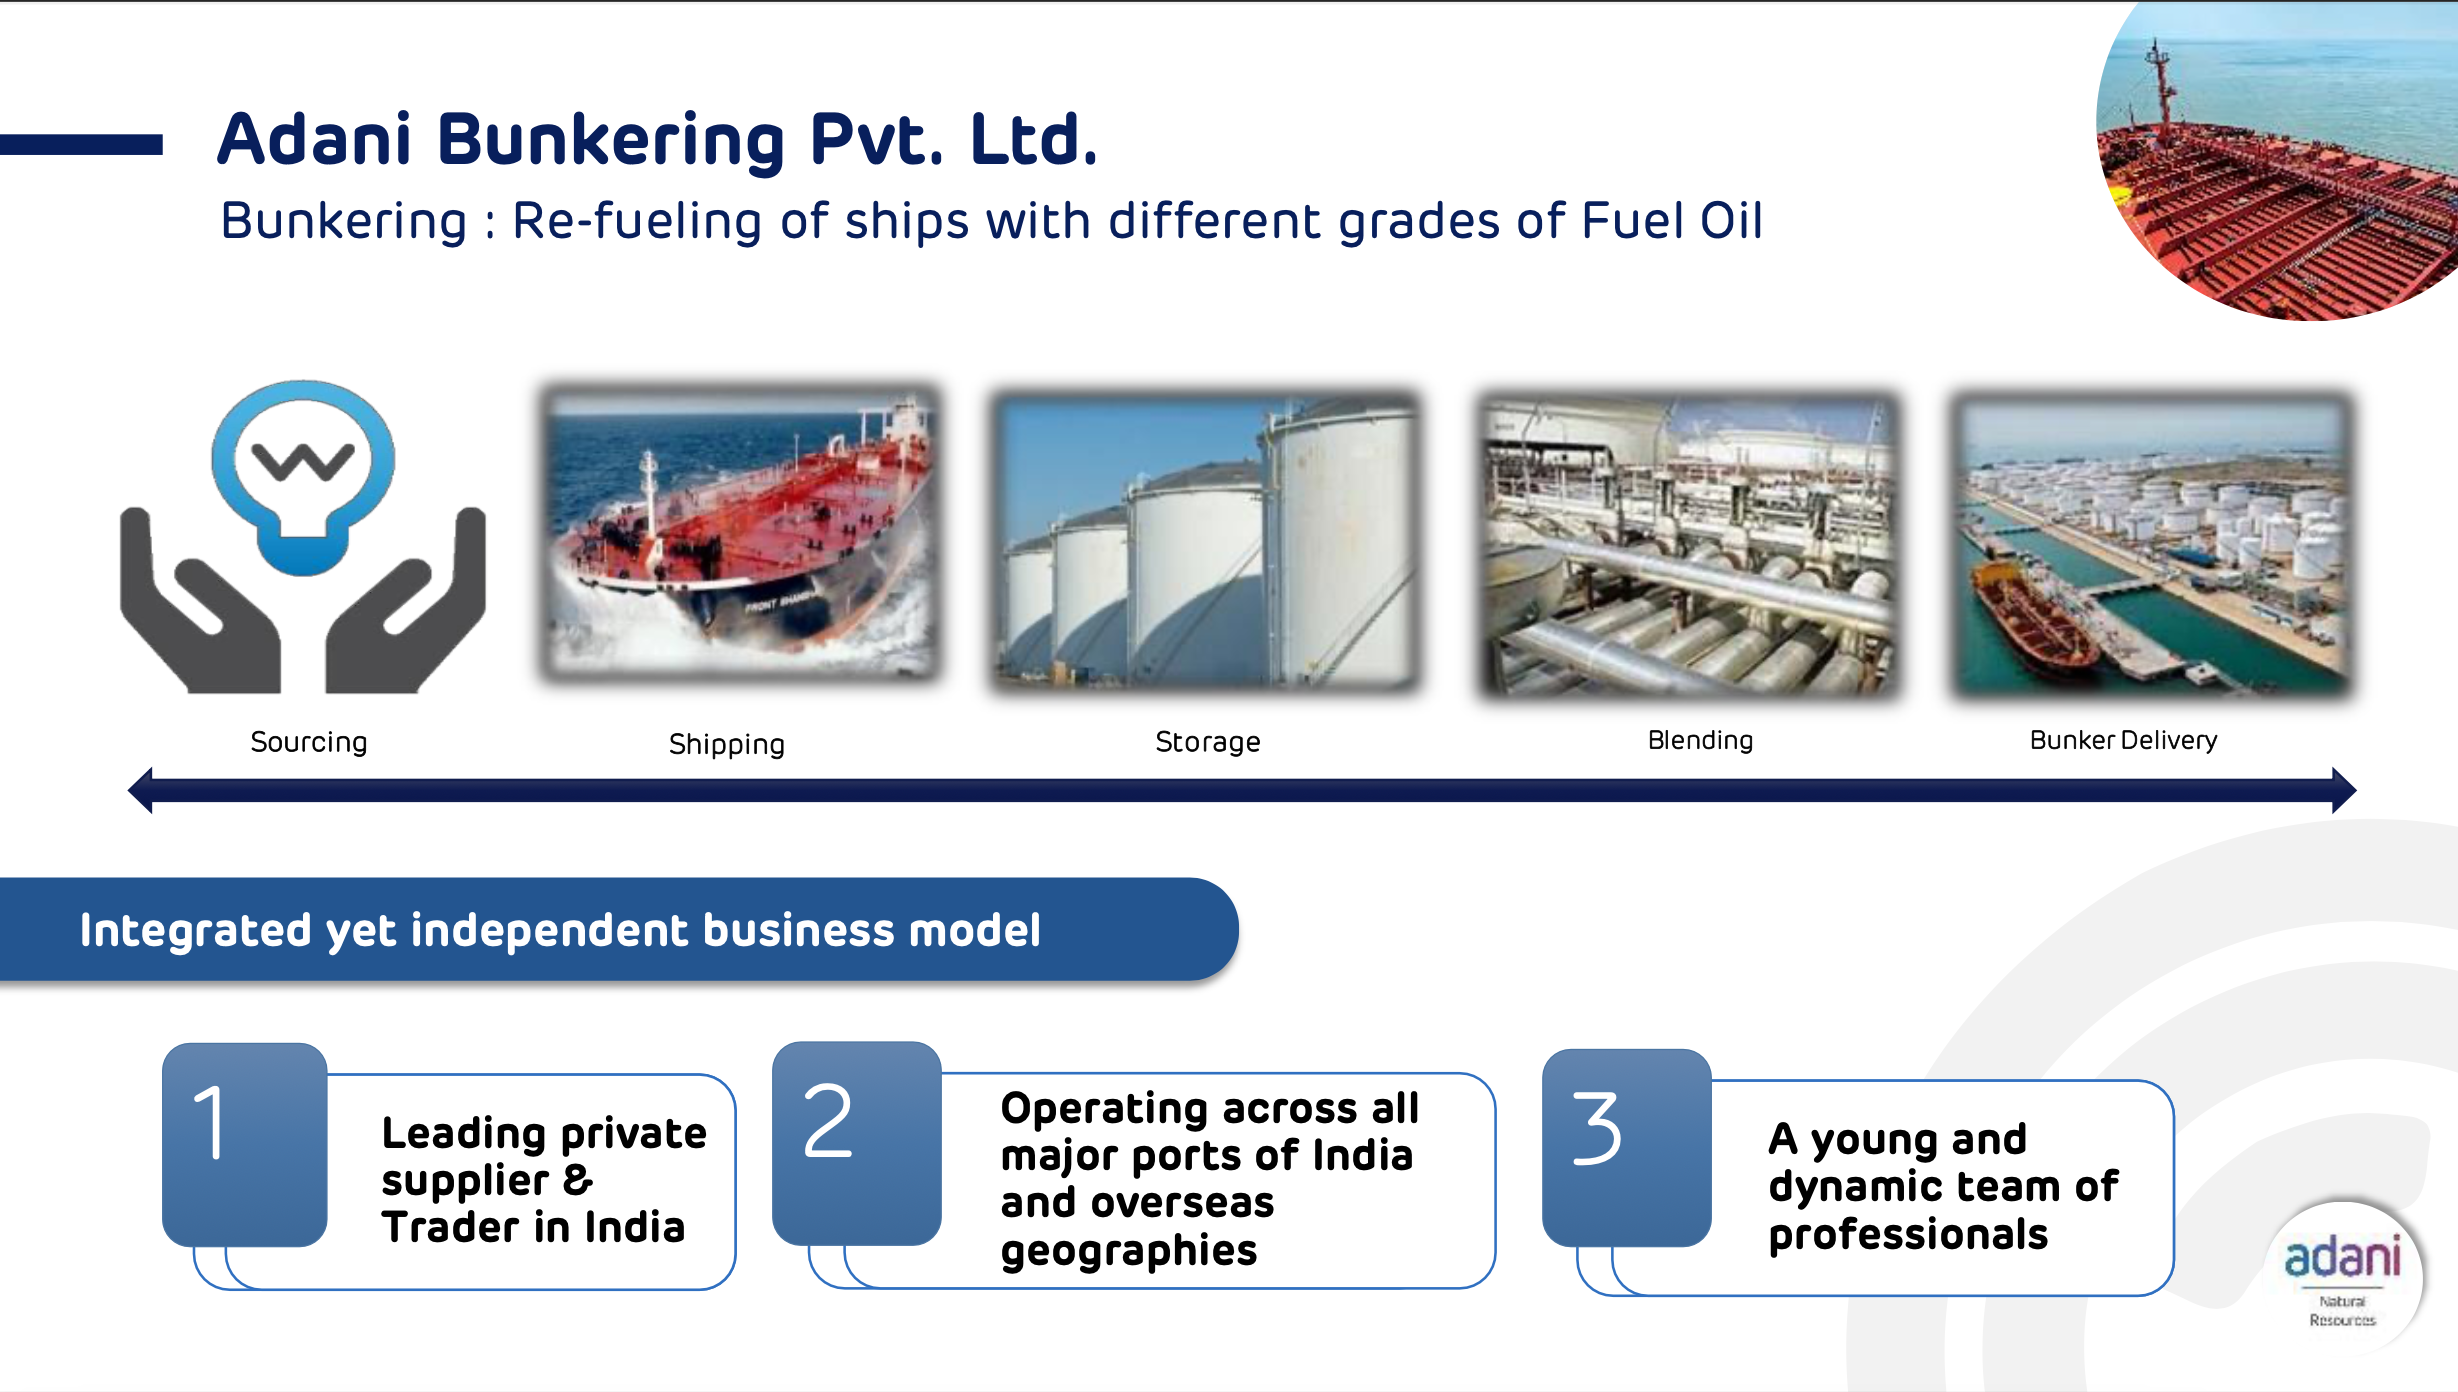 Adani Bunkering Pvt. Ltd.
Bunkering : Re-fueling of ships with different grades of Fuel Oil
Sourcing
Shipping
Storage
Blending
Bunker Delivery
Integrated yet independent business model
1
Leading private
supplier &
Trader in India
2
Operating across all
major ports of India
and overseas
geographies
3
A young and
dynamic team of
professionals
adani
Natural
Resources